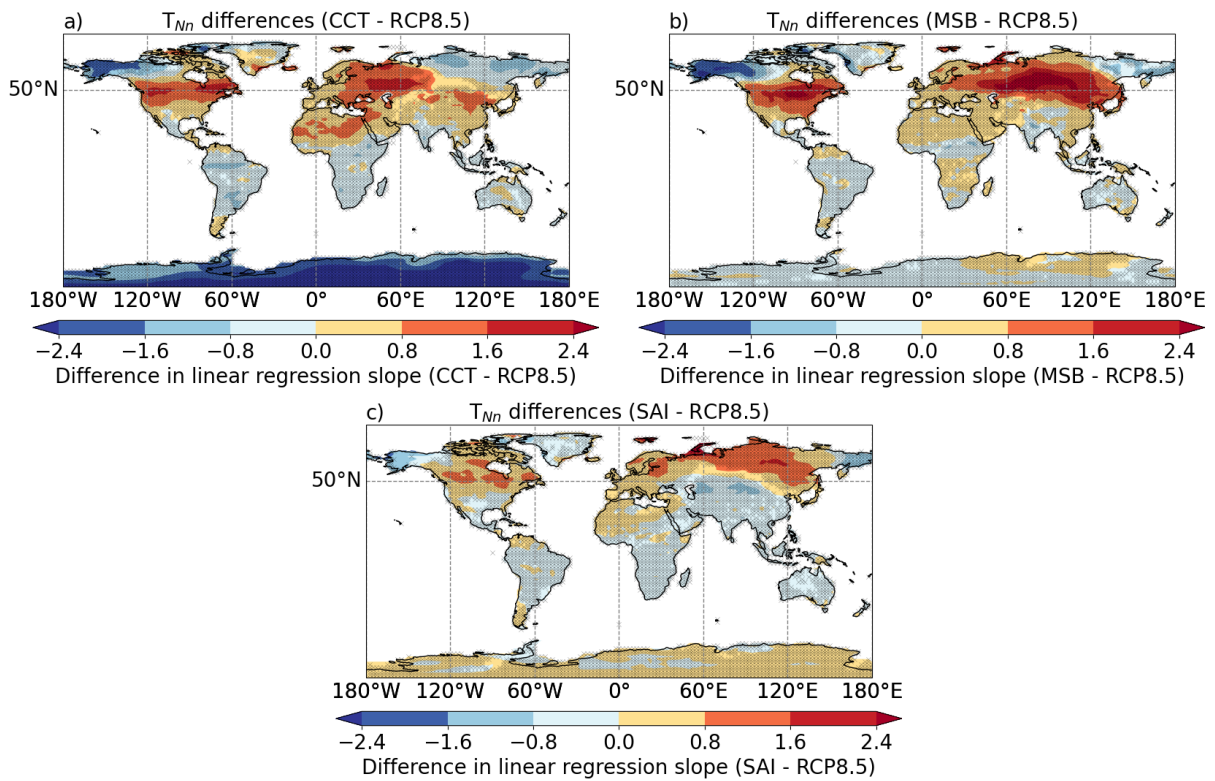 a) T_Nn differences (CCT - RCP8.5)
50°N
180°W 120°W 60°W 0° 60°E 120°E 180°E
−2.4 −1.6 −0.8 0.0 0.8 1.6 2.4
Difference in linear regression slope (CCT - RCP8.5)
b) T_Nn differences (MSB - RCP8.5)
50°N
180°W 120°W 60°W 0° 60°E 120°E 180°E
−2.4 −1.6 −0.8 0.0 0.8 1.6 2.4
Difference in linear regression slope (MSB - RCP8.5)
c) T_Nn differences (SAI - RCP8.5)
50°N
180°W 120°W 60°W 0° 60°E 120°E 180°E
−2.4 −1.6 −0.8 0.0 0.8 1.6 2.4
Difference in linear regression slope (SAI - RCP8.5)